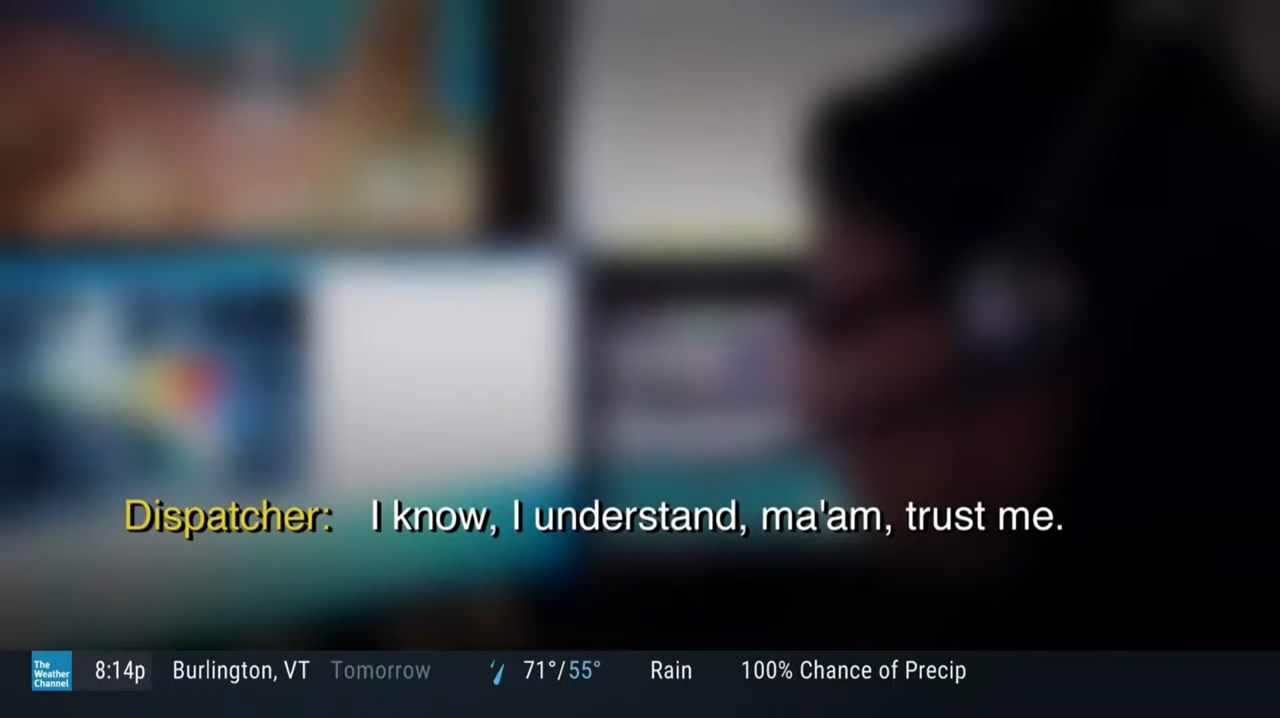 Dispatcher: I know, I understand, ma'am, trust me.
The
Weather
Channel
8:14p Burlington, VT Tomorrow 71°/55° Rain 100% Chance of Precip